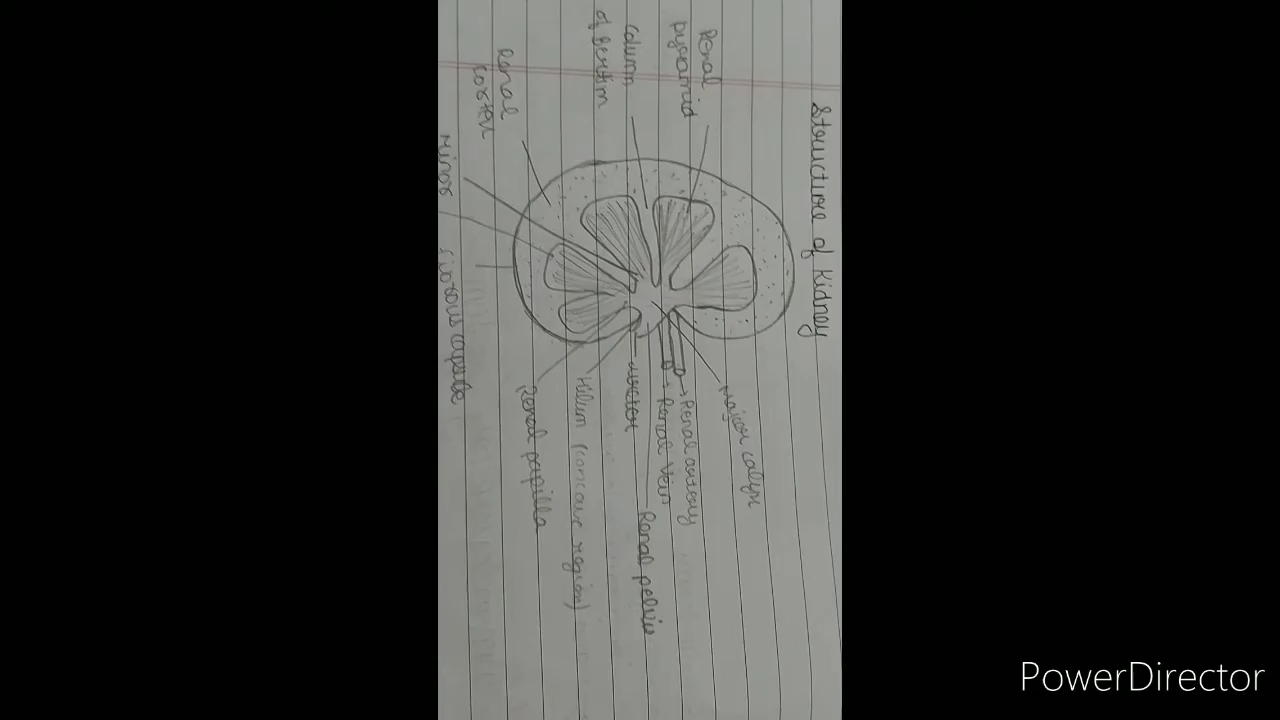 Structure of Kidney
Renal
pyramid
Column
of Bertim
Renal
cortex
Minor
Major calyx
→ Renal artery
→ Renal Vein
Renal pelvis
ureter
Hilum (concave region)
Renal papilla
fibrous capsule
PowerDirector